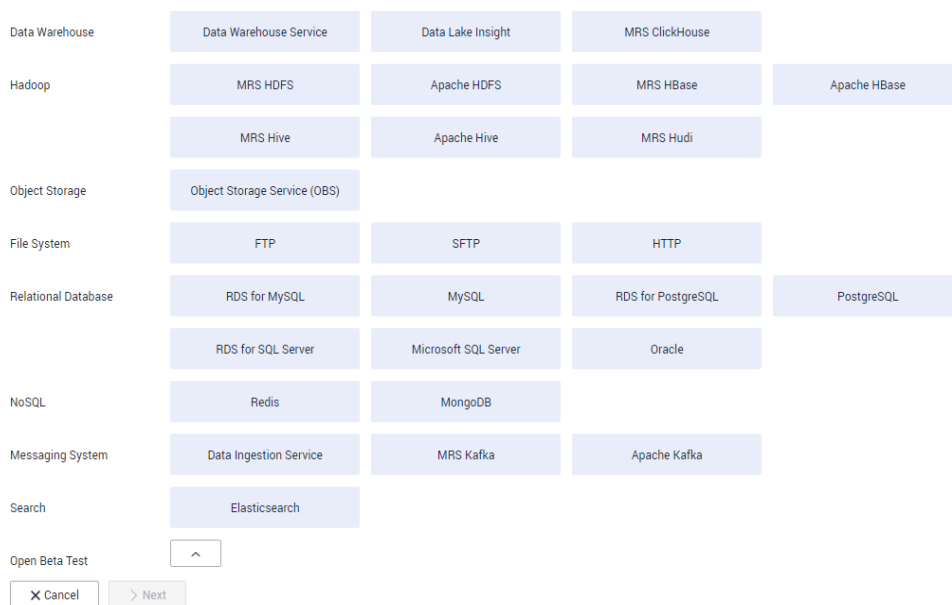 Data Warehouse Data Warehouse Service Data Lake Insight MRS ClickHouse
Hadoop MRS HDFS Apache HDFS MRS HBase Apache HBase
MRS Hive Apache Hive MRS Hudi
Object Storage Object Storage Service (OBS)
File System FTP SFTP HTTP
Relational Database RDS for MySQL MySQL RDS for PostgreSQL PostgreSQL
RDS for SQL Server Microsoft SQL Server Oracle
NoSQL Redis MongoDB
Messaging System Data Ingestion Service MRS Kafka Apache Kafka
Search Elasticsearch
Open Beta Test
Cancel Next